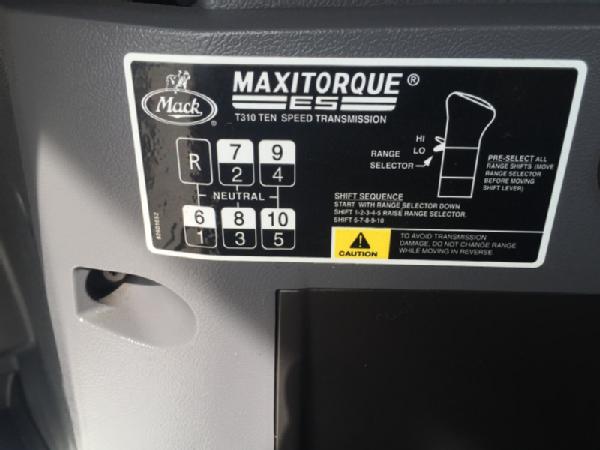 Mack
®
MAXITORQUE®
ES
T310 TEN SPEED TRANSMISSION
R 7 9
2 4
NEUTRAL
6 8 10
1 3 5
HI
LO
RANGE
SELECTOR
PRE-SELECT ALL
RANGE SHIFTS (MOVE
RANGE SELECTOR
BEFORE MOVING
SHIFT LEVER)
SHIFT SEQUENCE
START WITH RANGE SELECTOR DOWN
SHIFT 1-2-3-4-5 RAISE RANGE SELECTOR
SHIFT 6-7-8-9-10
CAUTION
TO AVOID TRANSMISSION
DAMAGE, DO NOT CHANGE RANGE
WHILE MOVING IN REVERSE.